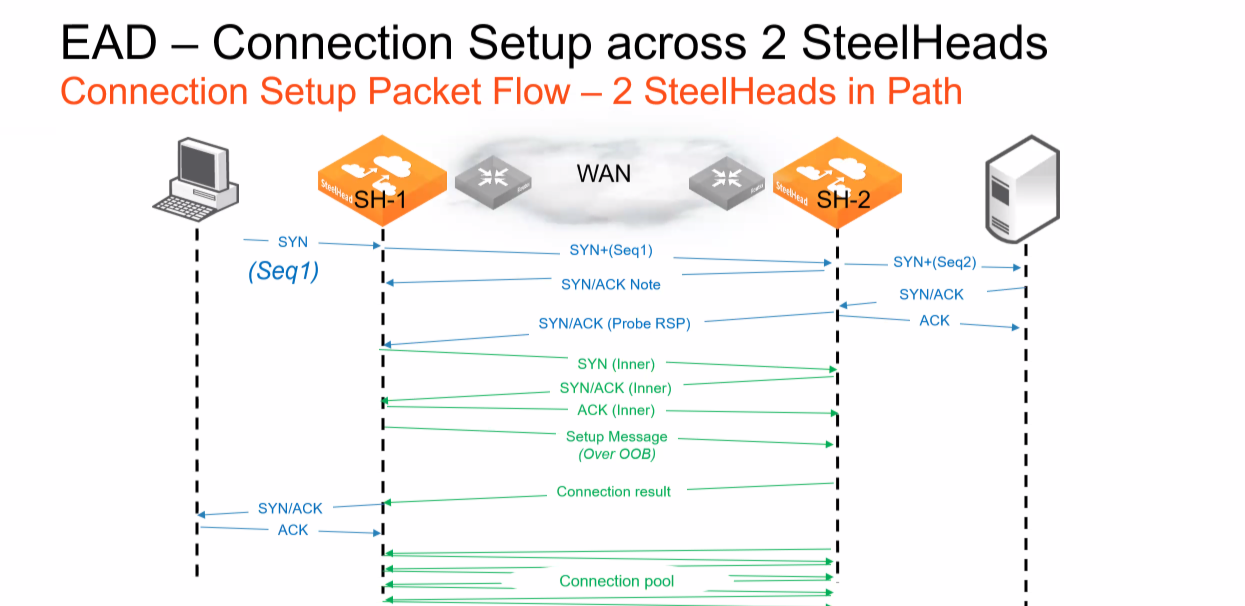 EAD – Connection Setup across 2 SteelHeads
Connection Setup Packet Flow – 2 SteelHeads in Path
WAN
SteelHead
SH-1
SteelHead
SH-2
SYN
(Seq1)
SYN+(Seq1)
SYN+(Seq2)
SYN/ACK Note
SYN/ACK
SYN/ACK (Probe RSP)
ACK
SYN (Inner)
SYN/ACK (Inner)
ACK (Inner)
Setup Message
(Over OOB)
Connection result
SYN/ACK
ACK
Connection pool